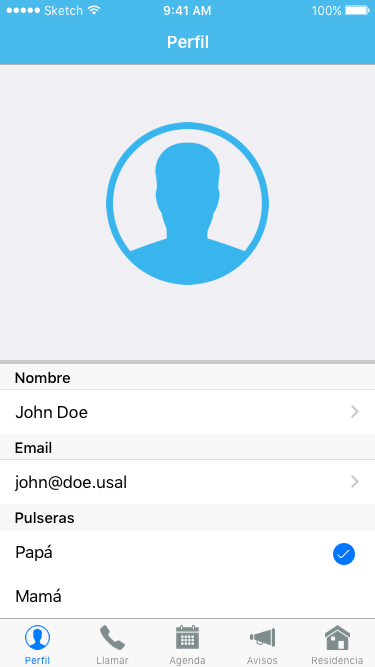 Sketch 9:41 AM 100%
Perfil
Nombre
John Doe
Email
john@doe.usal
Pulseras
Papá
Mamá
Perfil Llamar Agenda Avisos Residencia